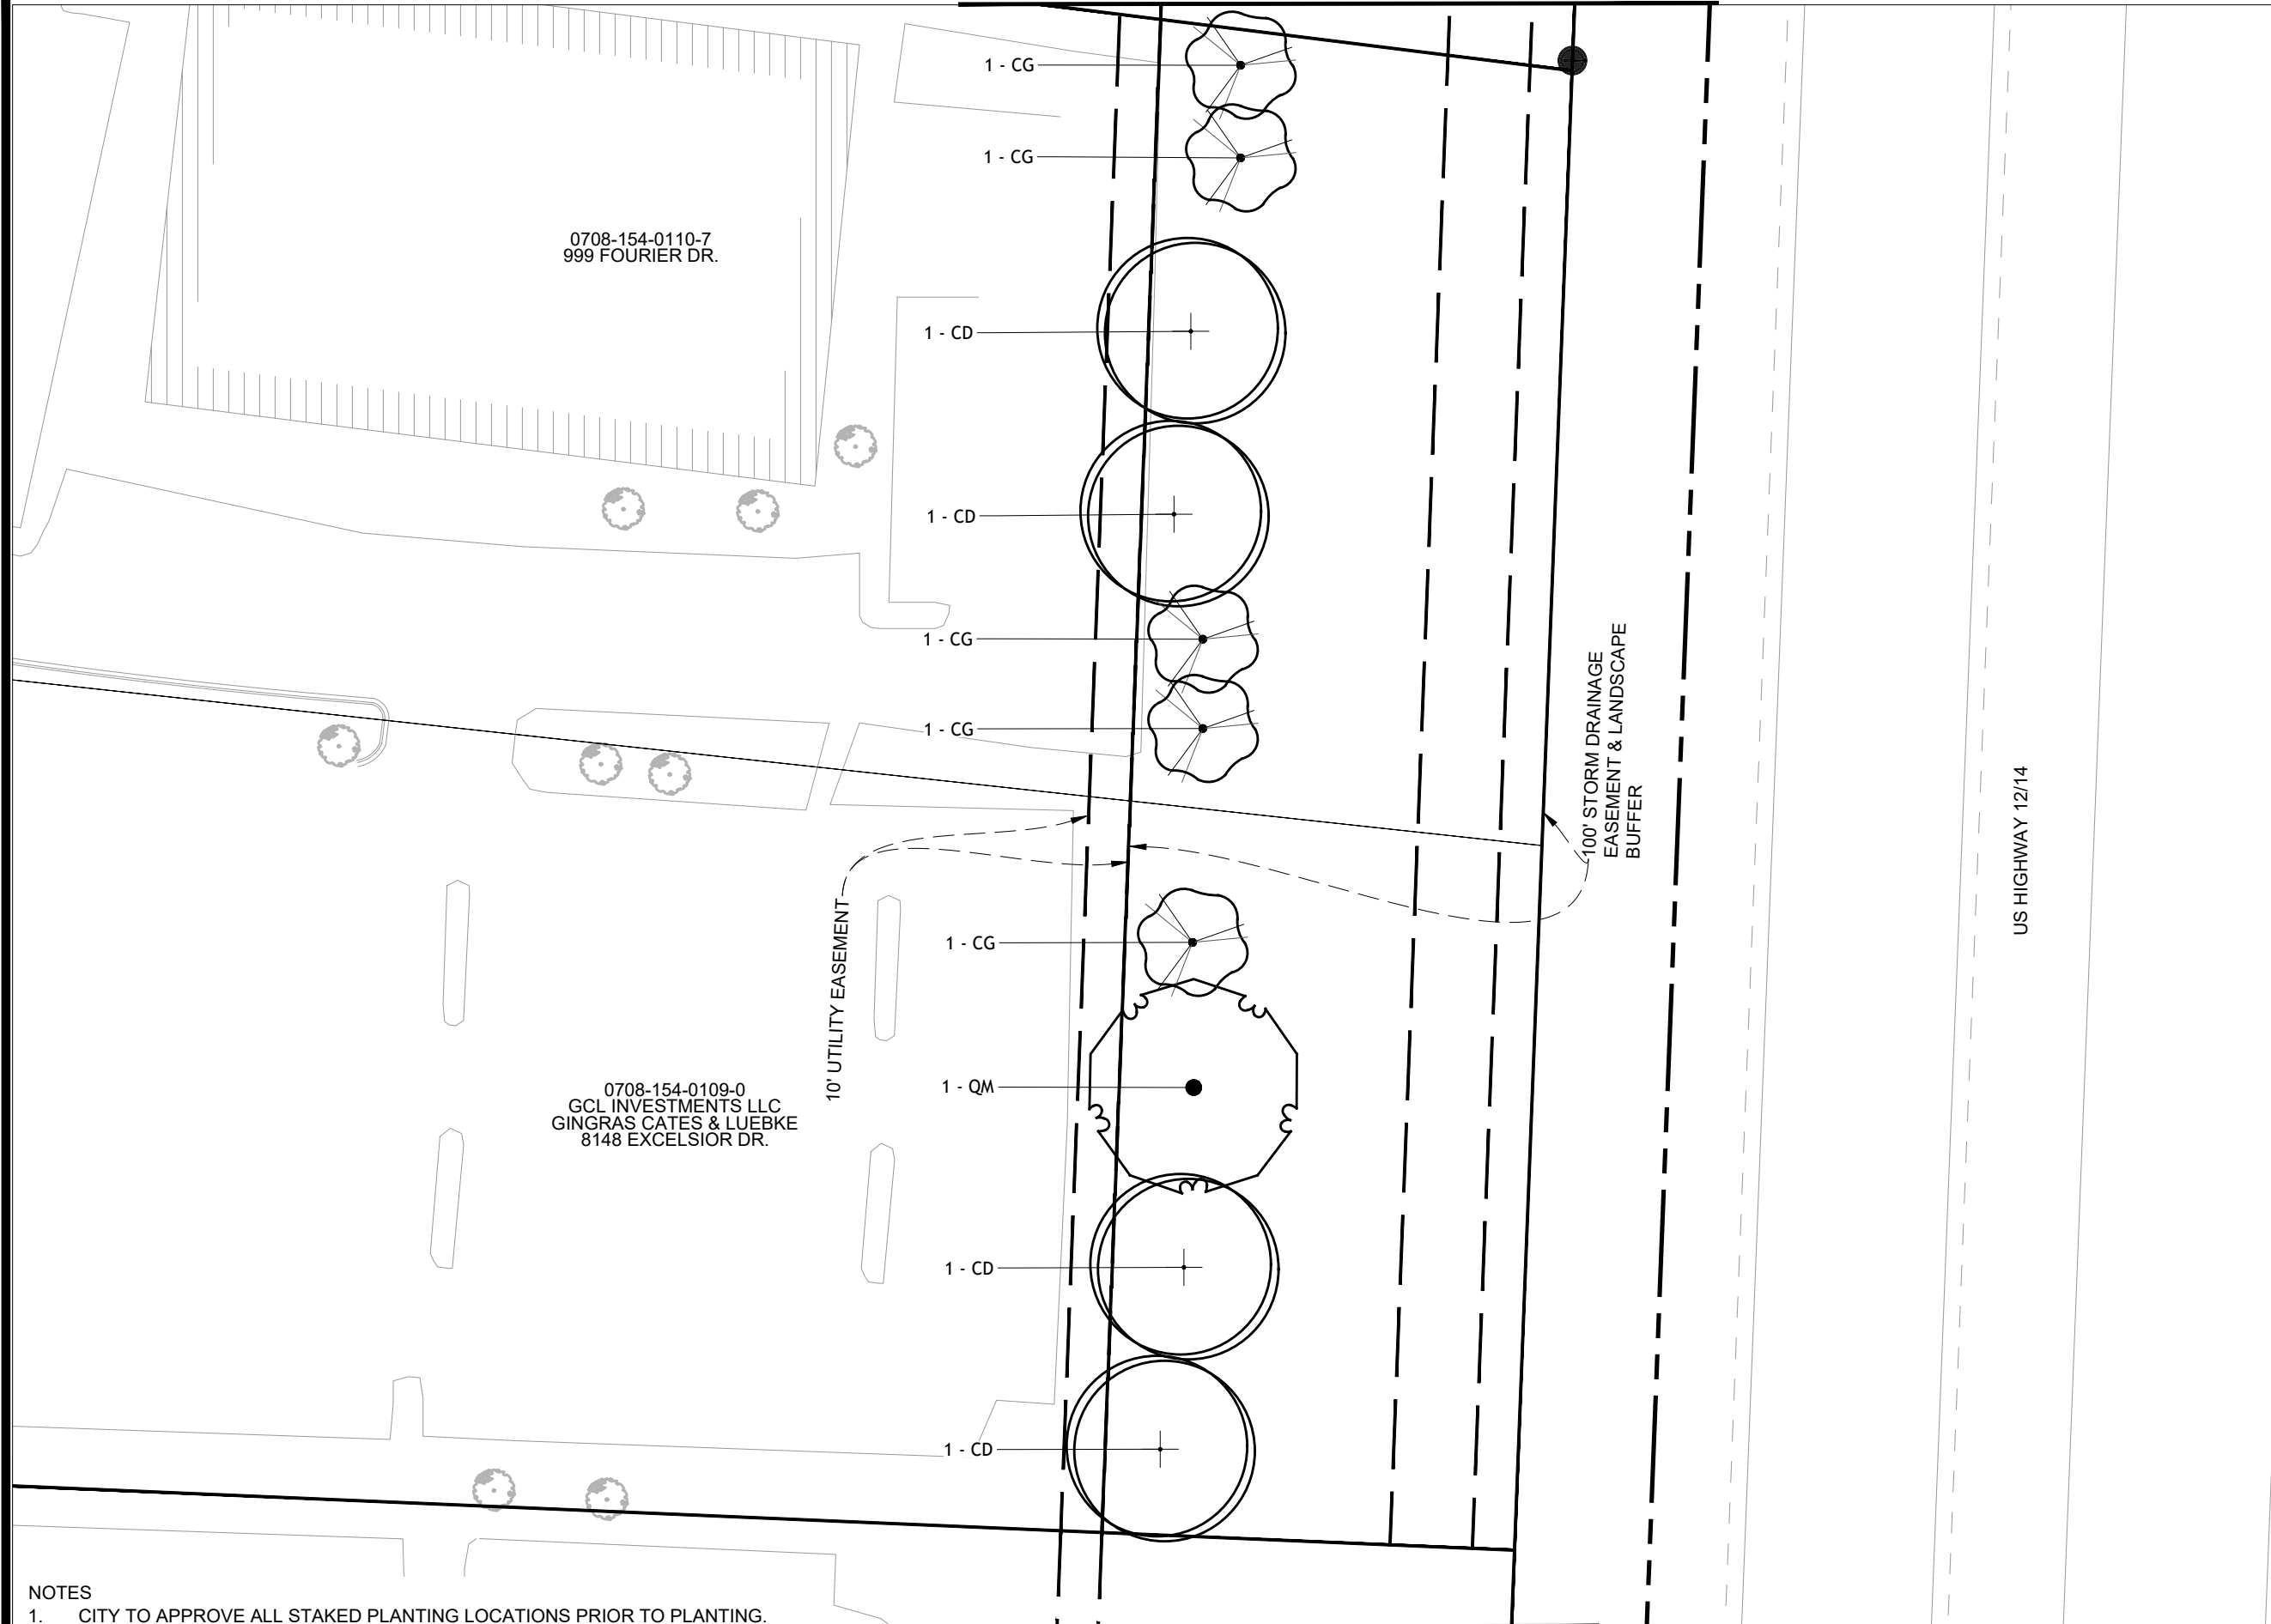 1 - CG
1 - CG
0708-154-0110-7
999 FOURIER DR.
1 - CD
1 - CD
1 - CG
1 - CG
100' STORM DRAINAGE
EASEMENT & LANDSCAPE
BUFFER
US HIGHWAY 12/14
10' UTILITY EASEMENT
1 - CG
1 - QM
0708-154-0109-0
GCL INVESTMENTS LLC
GINGRAS CATES & LUEBKE
8148 EXCELSIOR DR.
1 - CD
1 - CD
NOTES
1. CITY TO APPROVE ALL STAKED PLANTING LOCATIONS PRIOR TO PLANTING.